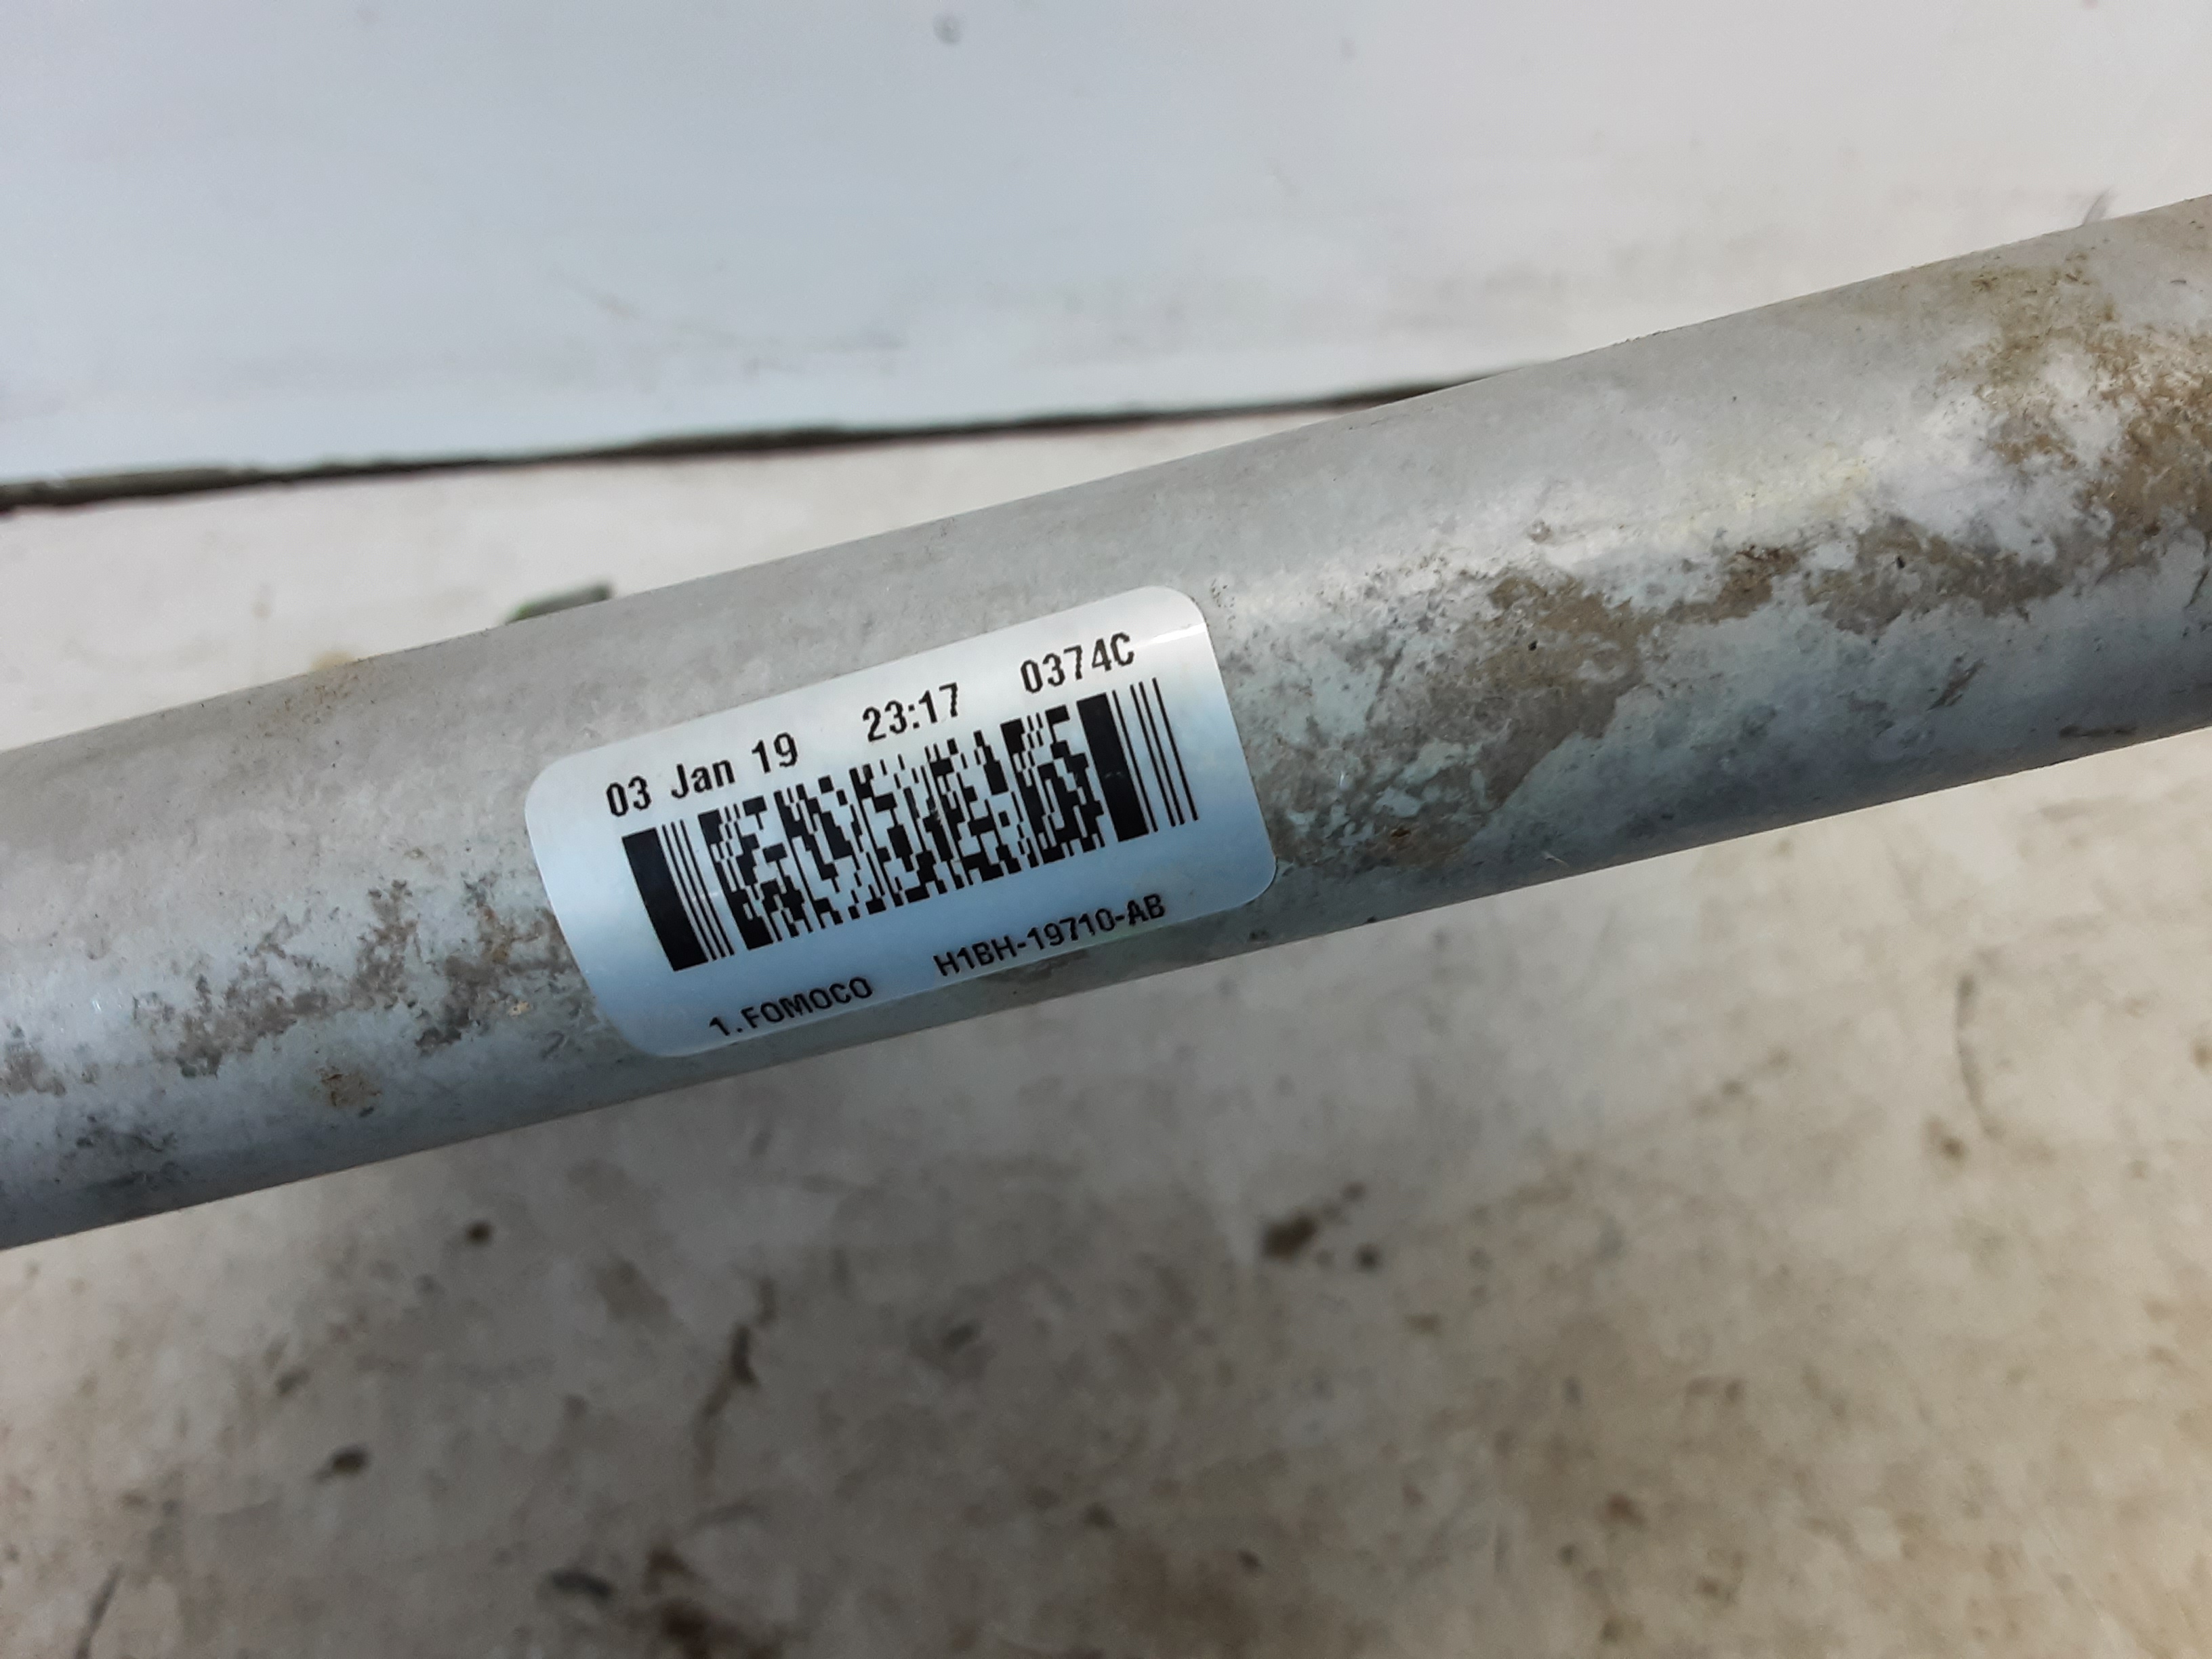 03 Jan 19 23:17 0374C
1.FOMOCO H1BH-19710-AB